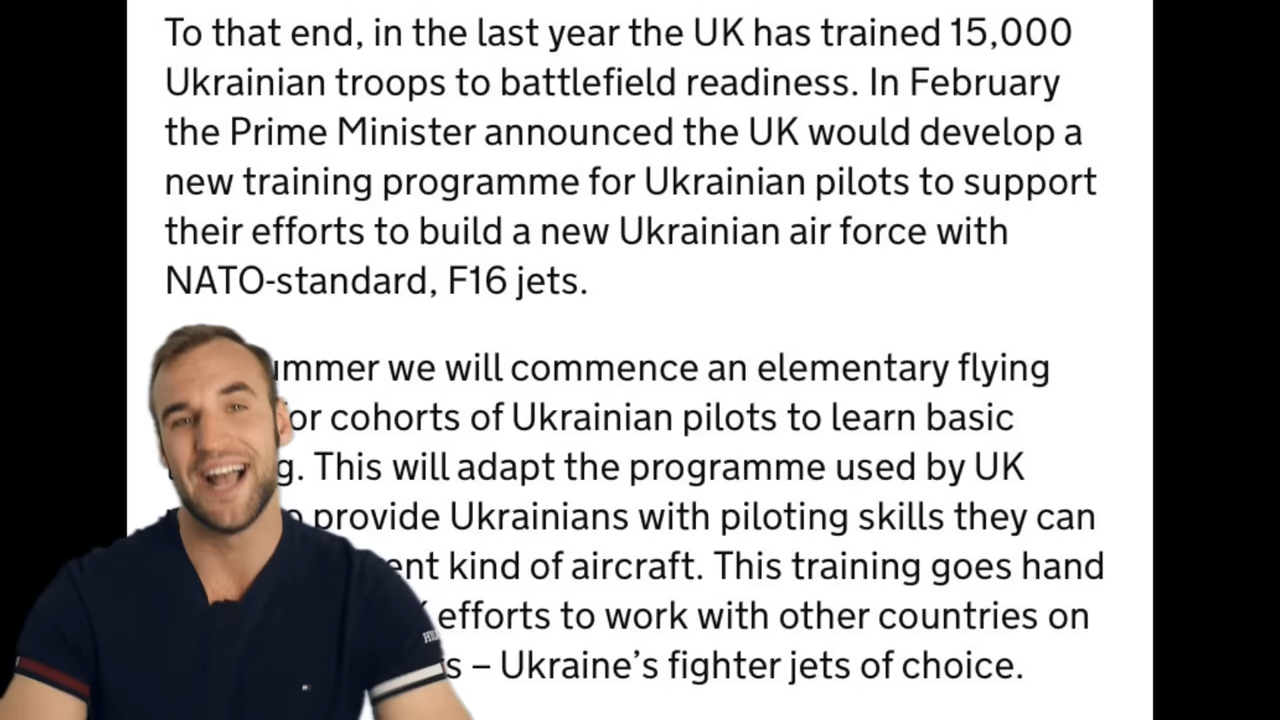 To that end, in the last year the UK has trained 15,000
Ukrainian troops to battlefield readiness. In February
the Prime Minister announced the UK would develop a
new training programme for Ukrainian pilots to support
their efforts to build a new Ukrainian air force with
NATO-standard, F16 jets.
we will commence an elementary flying
cohorts of Ukrainian pilots to learn basic
This will adapt the programme used by UK
provide Ukrainians with piloting skills they can
kind of aircraft. This training goes hand
efforts to work with other countries on
– Ukraine’s fighter jets of choice.